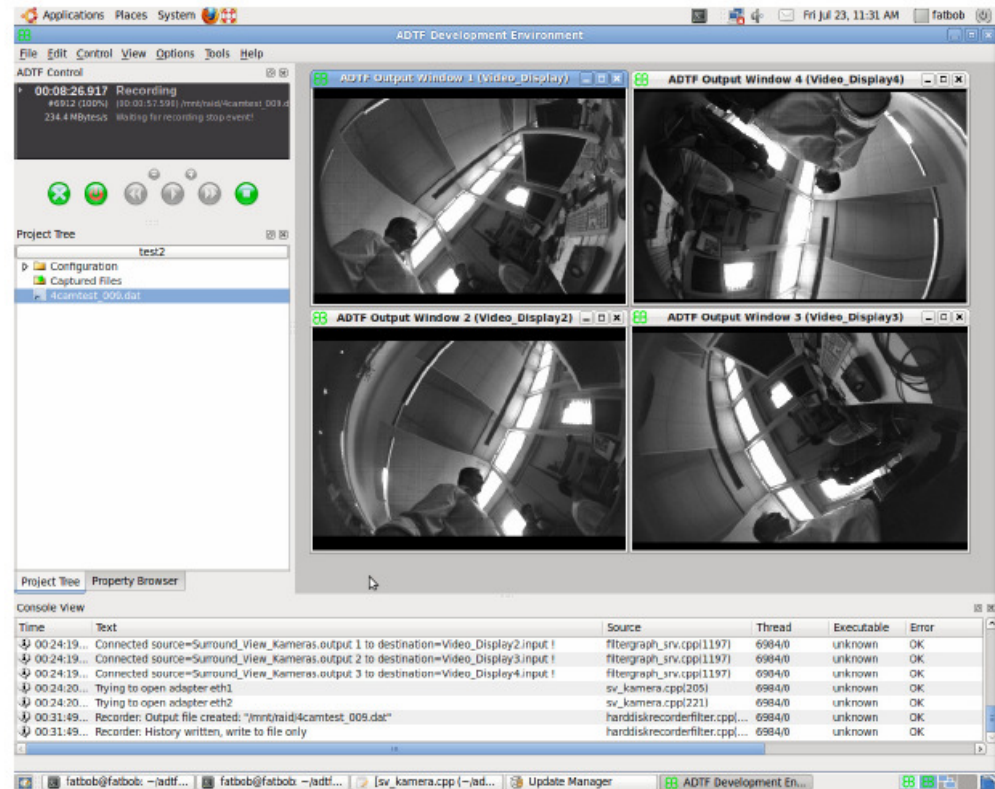 Applications Places System Fri Jul 23, 11:31 AM fatbob
ADTF Development Environment
File Edit Control View Options Tools Help
ADTF Control
00:08:26.917 Recording
#6912 (100%) (00:03:57.598) /mnt/raid/4camtest_009.d
234.4 MBytes/s Waiting for recording stop event!
Project Tree
test2
Configuration
Captured Files
4camtest_009.dat
ADTF Output Window 1 (Video_Display)
ADTF Output Window 4 (Video_Display4)
ADTF Output Window 2 (Video_Display2)
ADTF Output Window 3 (Video_Display3)
Project Tree Property Browser
Console View
Time Text Source Thread Executable Error
00:24:19... Connected source=Surround_View_Kameras.output 1 to destination=Video_Display2.input ! filtergraph_srv.cpp(1197) 6984/0 unknown OK
00:24:19... Connected source=Surround_View_Kameras.output 2 to destination=Video_Display3.input ! filtergraph_srv.cpp(1197) 6984/0 unknown OK
00:24:19... Connected source=Surround_View_Kameras.output 3 to destination=Video_Display4.input ! filtergraph_srv.cpp(1197) 6984/0 unknown OK
00:24:20... Trying to open adapter eth1 sv_kamera.cpp(205) 6984/0 unknown OK
00:24:20... Trying to open adapter eth2 sv_kamera.cpp(221) 6984/0 unknown OK
00:31:49... Recorder: Output file created: "/mnt/raid/4camtest_009.dat" harddiskrecorderfilter.cpp(... 6984/0 unknown OK
00:31:49... Recorder: History written, write to file only harddiskrecorderfilter.cpp(... 6984/0 unknown OK
fatbob@fatbob: ~/adtf... fatbob@fatbob: ~/adtf... [sv_kamera.cpp (~/ad... Update Manager ADTF Development En...